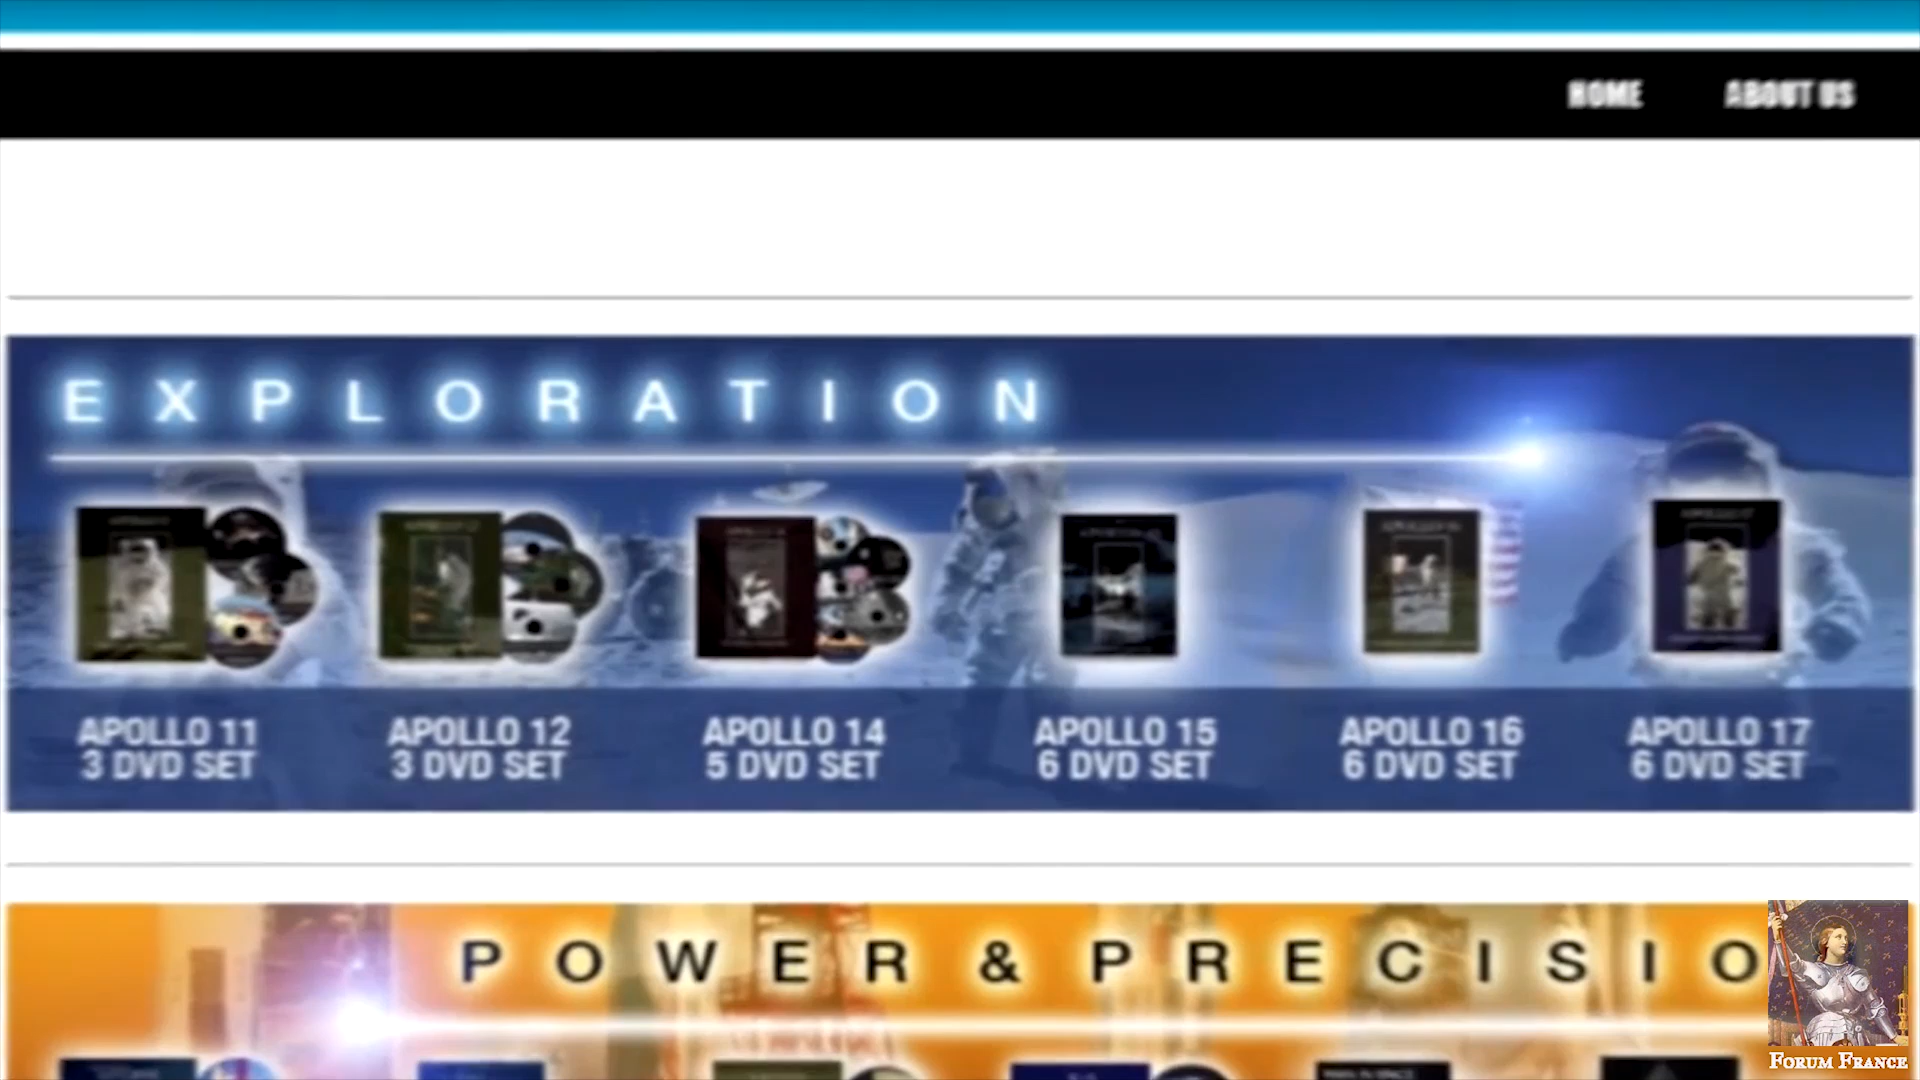 HOME
ABOUT US
EXPLORATION
APOLLO 11
3 DVD SET
APOLLO 12
3 DVD SET
APOLLO 14
5 DVD SET
APOLLO 15
6 DVD SET
APOLLO 16
6 DVD SET
APOLLO 17
6 DVD SET
POWER & PRECISIO
FORUM FRANCE